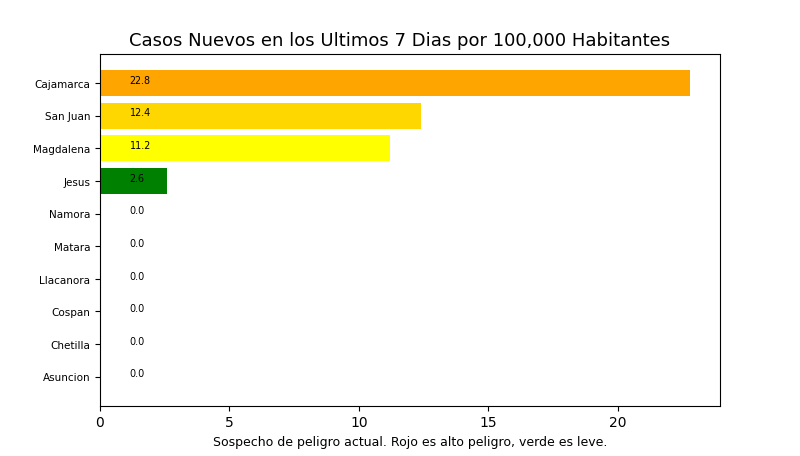 Casos Nuevos en los Ultimos 7 Dias por 100,000 Habitantes
Cajamarca 22.8
San Juan 12.4
Magdalena 11.2
Jesus 2.6
Namora 0.0
Matara 0.0
Llacanora 0.0
Cospan 0.0
Chetilla 0.0
Asuncion 0.0
0 5 10 15 20
Sospecho de peligro actual. Rojo es alto peligro, verde es leve.